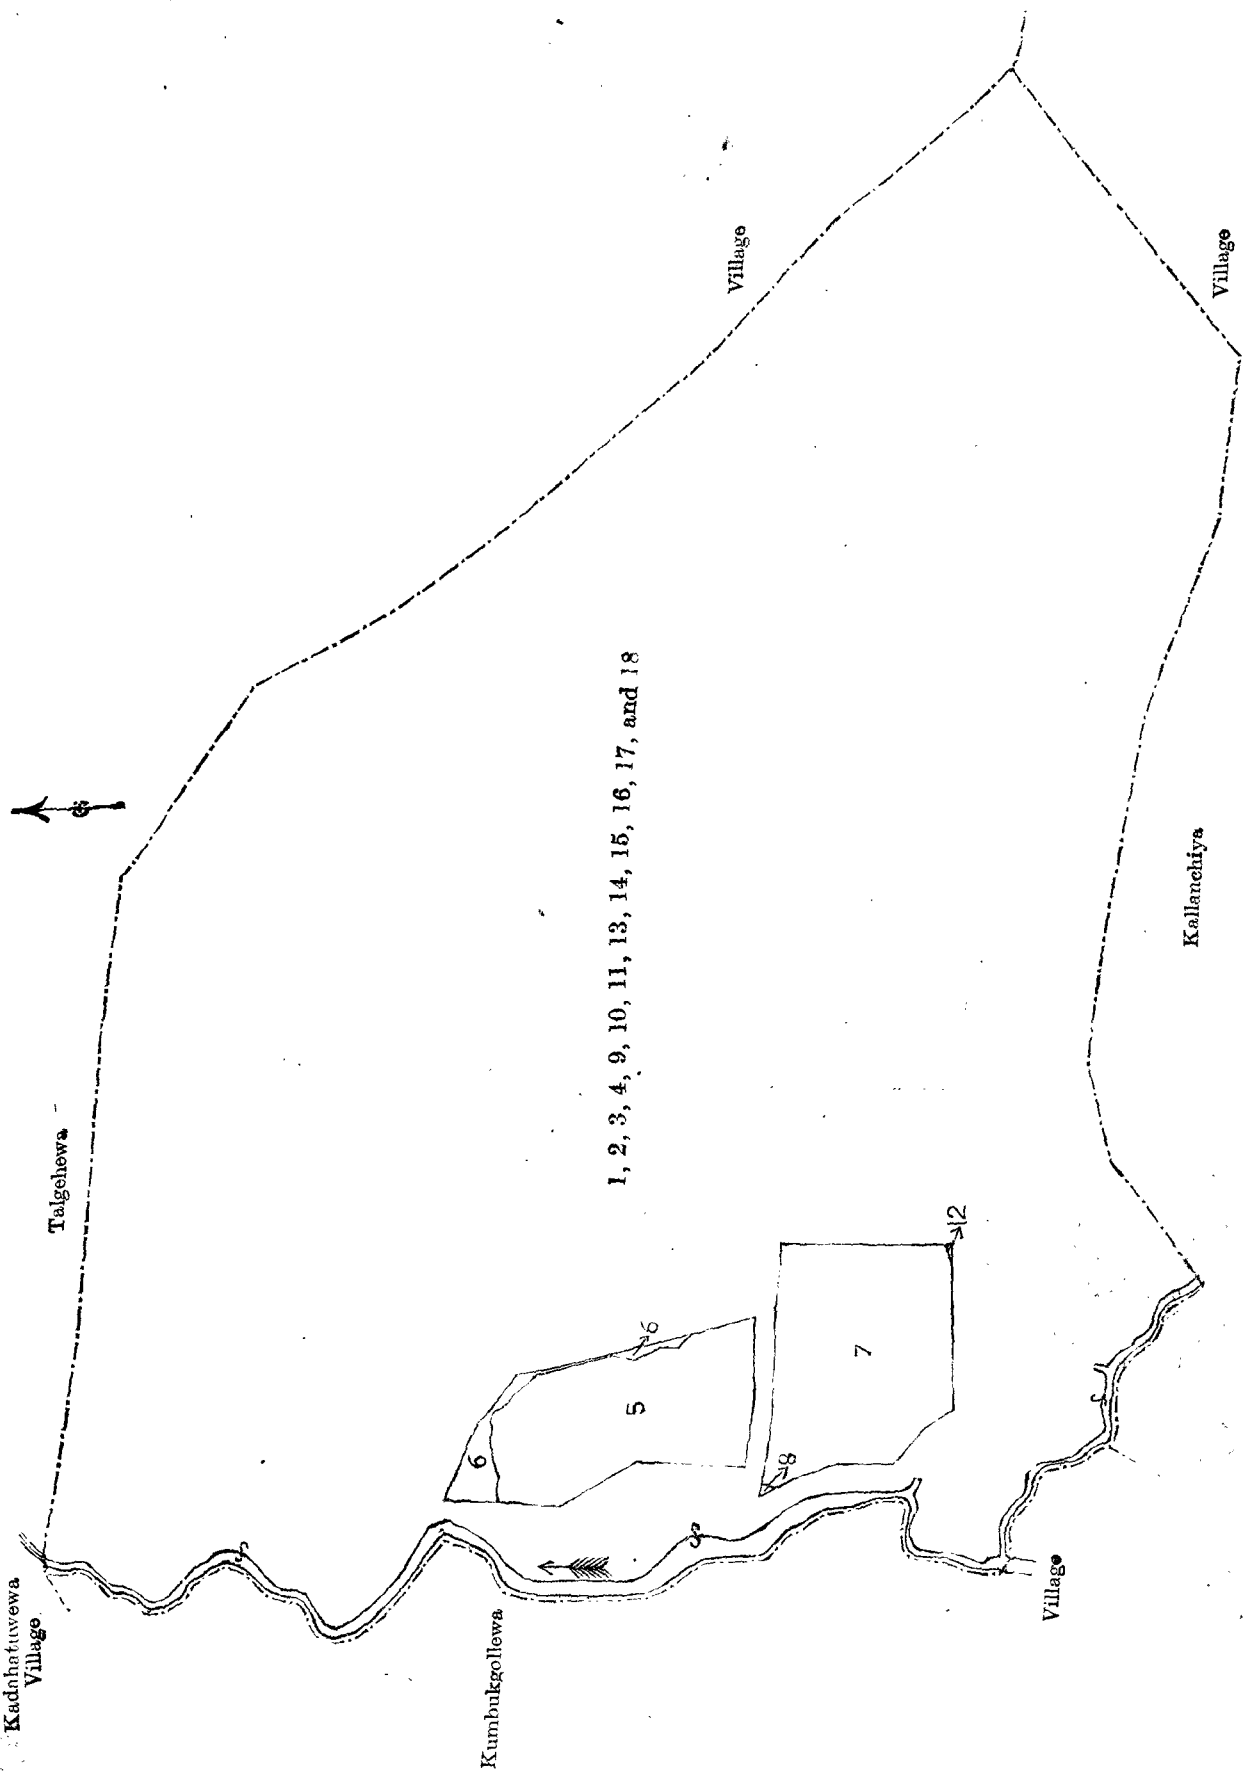 Kadahatuwewa
Village
Talgehewa
Village
Kumbukgollewa
1, 2, 3, 4, 9, 10, 11, 13, 14, 15, 16, 17, and 18
6
5
6
8
7
12
Village
Kallanchiya
Village